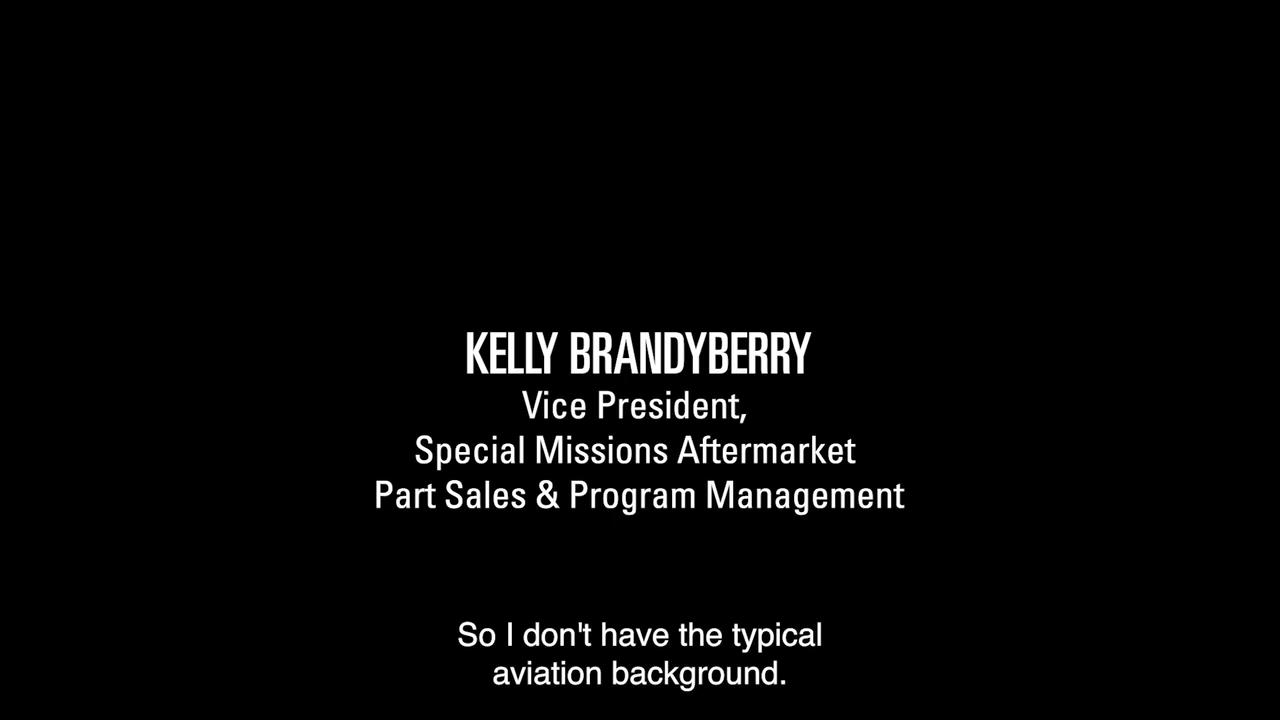 KELLY BRANDYBERRY
Vice President,
Special Missions Aftermarket
Part Sales & Program Management
So I don't have the typical
aviation background.